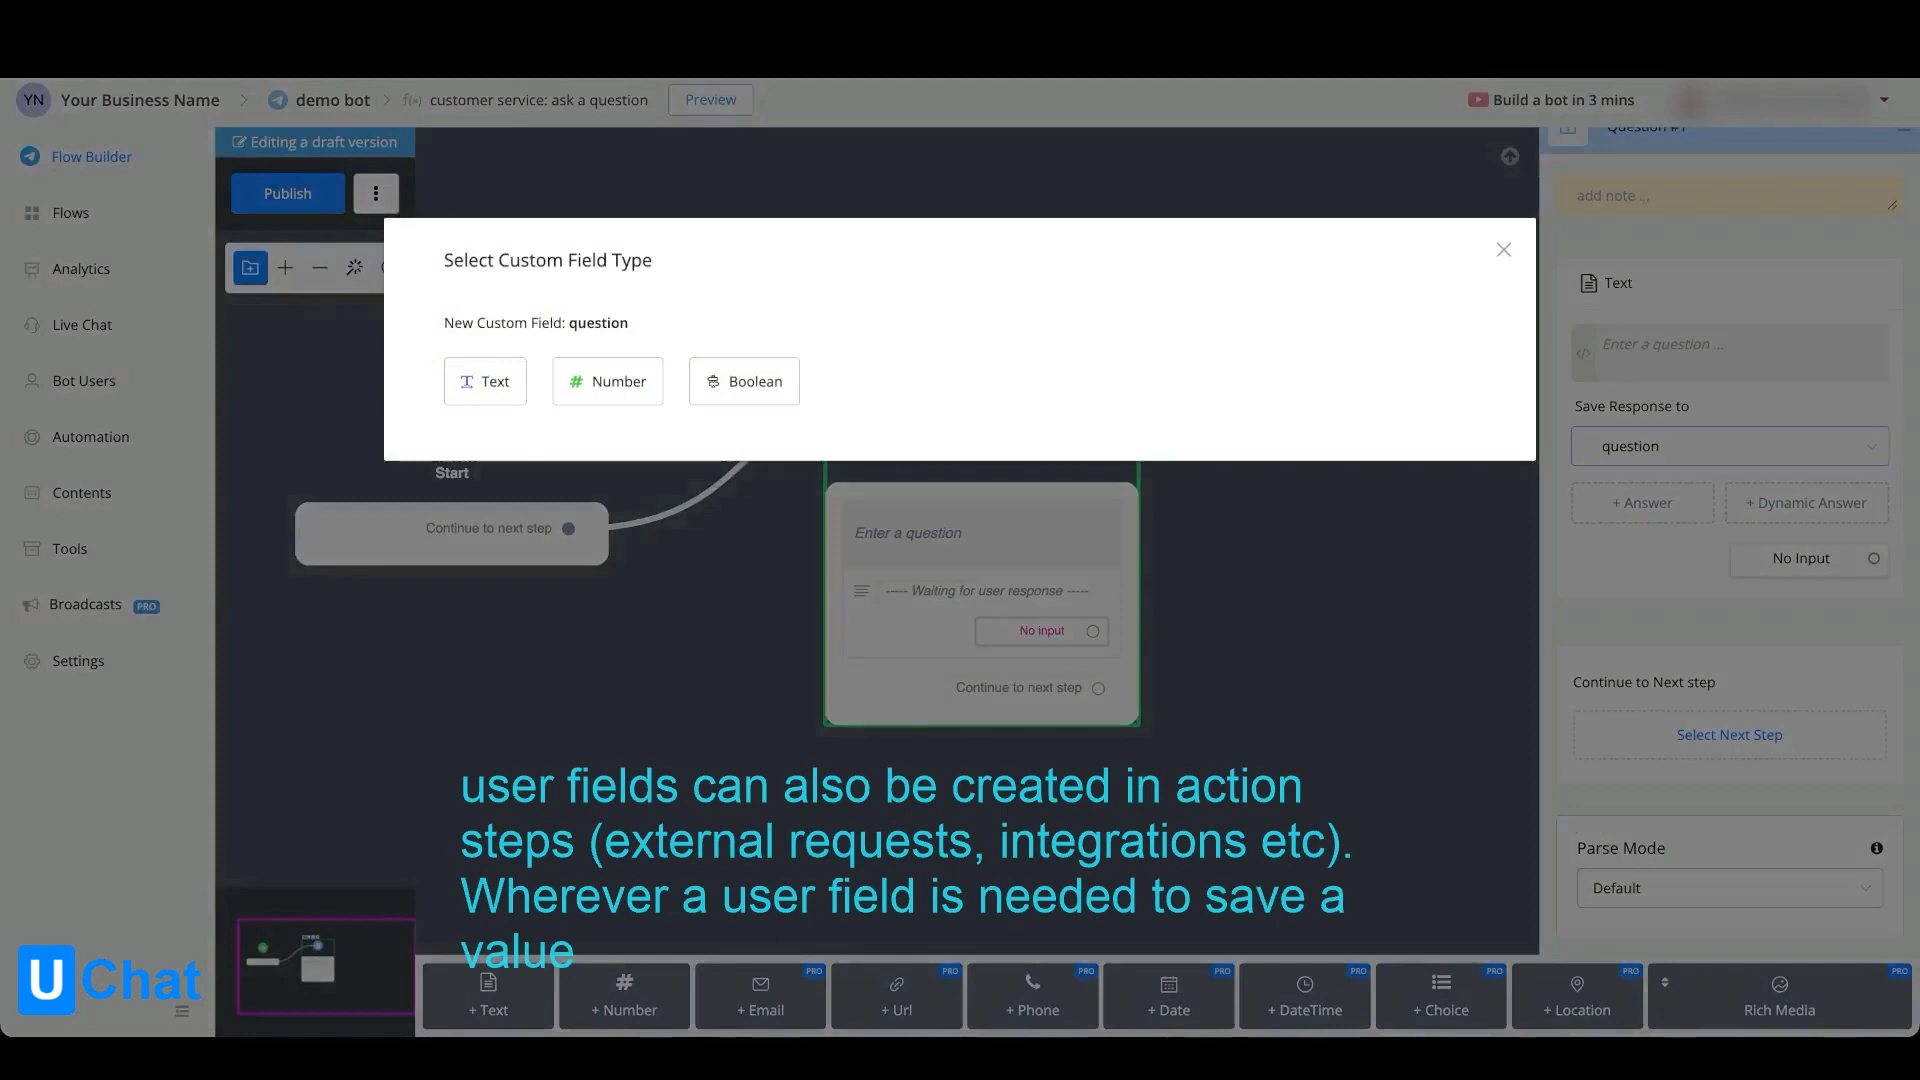 YN Your Business Name > demo bot > f(x) customer service: ask a question Preview
Build a bot in 3 mins
Flow Builder
Flows
Analytics
Live Chat
Bot Users
Automation
Contents
Tools
Broadcasts PRO
Settings
Editing a draft version
Publish
Select Custom Field Type
New Custom Field: question
Text
# Number
Boolean
Start
Continue to next step
Enter a question
----- Waiting for user response -----
No input
Continue to next step
Question #1
add note ...
Text
</> Enter a question ...
Save Response to
question
+ Answer
+ Dynamic Answer
No Input
Continue to Next step
Select Next Step
Parse Mode
Default
user fields can also be created in action
steps (external requests, integrations etc).
Wherever a user field is needed to save a
value
U Chat
+ Text
# + Number
PRO + Email
PRO + Url
PRO + Phone
PRO + Date
PRO + DateTime
PRO + Choice
PRO + Location
PRO Rich Media